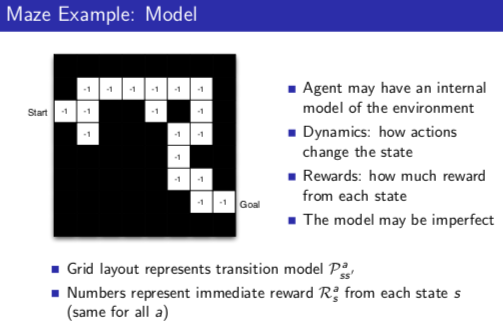 Maze Example: Model
-1 -1 -1 -1 -1 -1
Start -1 -1 -1 -1
-1 -1 -1
-1
-1 -1
-1 -1 Goal
Agent may have an internal
model of the environment
Dynamics: how actions
change the state
Rewards: how much reward
from each state
The model may be imperfect
Grid layout represents transition model 𝒫ᵃₛₛ′
Numbers represent immediate reward ℛᵃₛ from each state s
(same for all a)